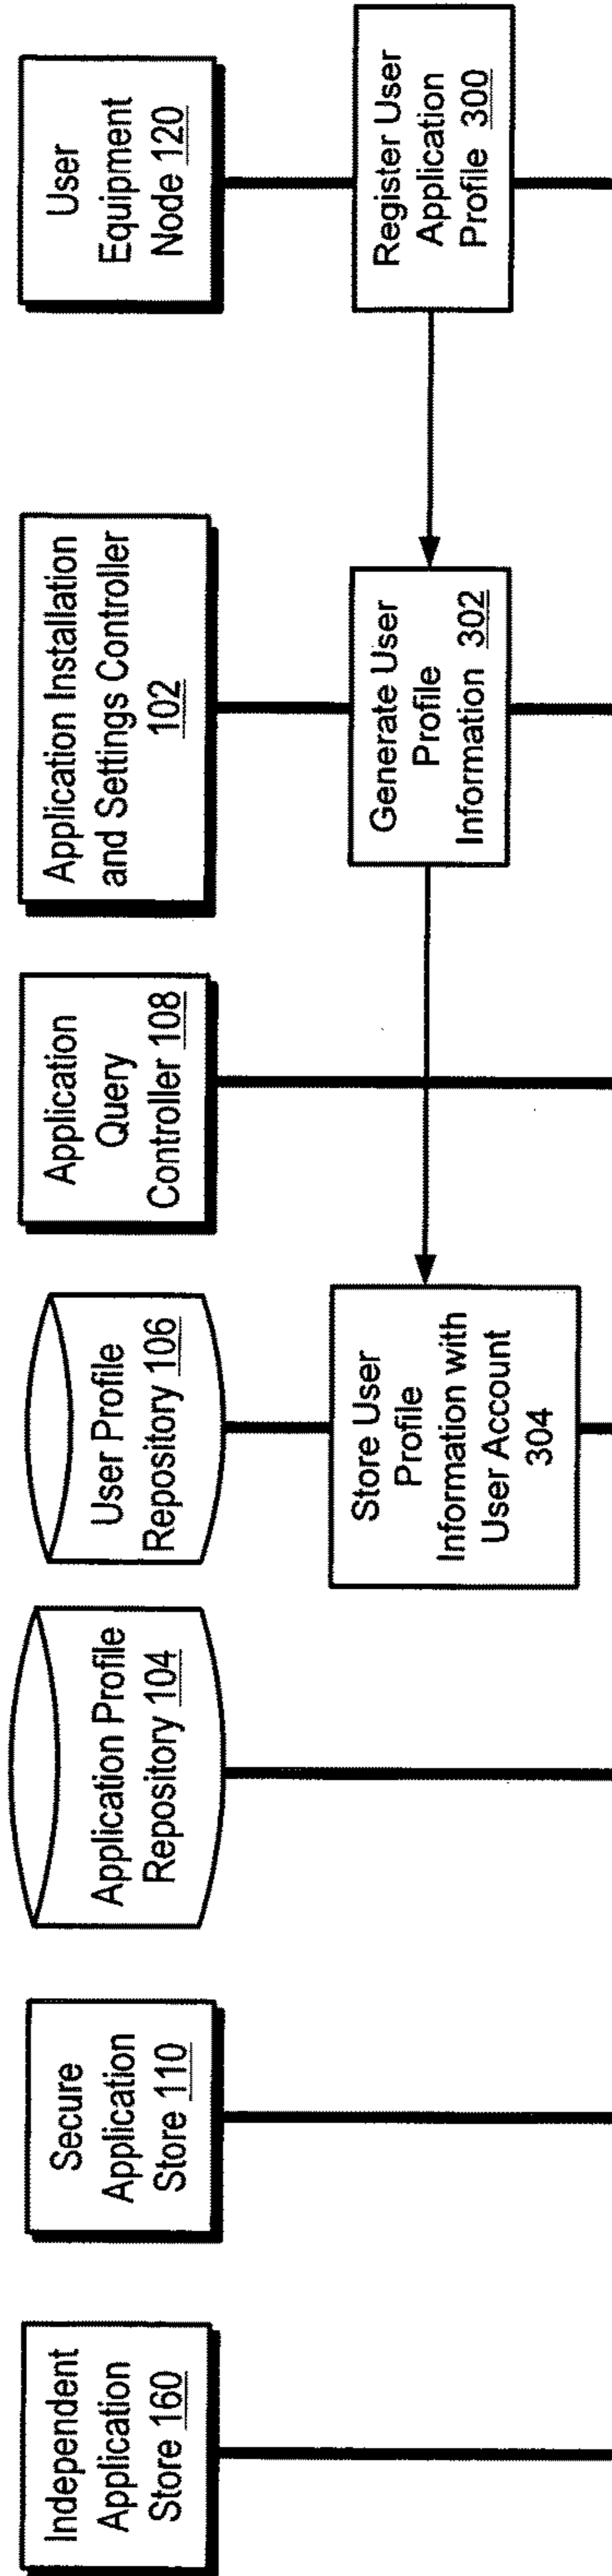 Independent
Application
Store 160
Secure
Application
Store 110
Application Profile
Repository 104
User Profile
Repository 106
Application
Query
Controller 108
Application Installation
and Settings Controller
102
User
Equipment
Node 120
Store User
Profile
Information with
User Account
304
Generate User
Profile
Information 302
Register User
Application
Profile 300